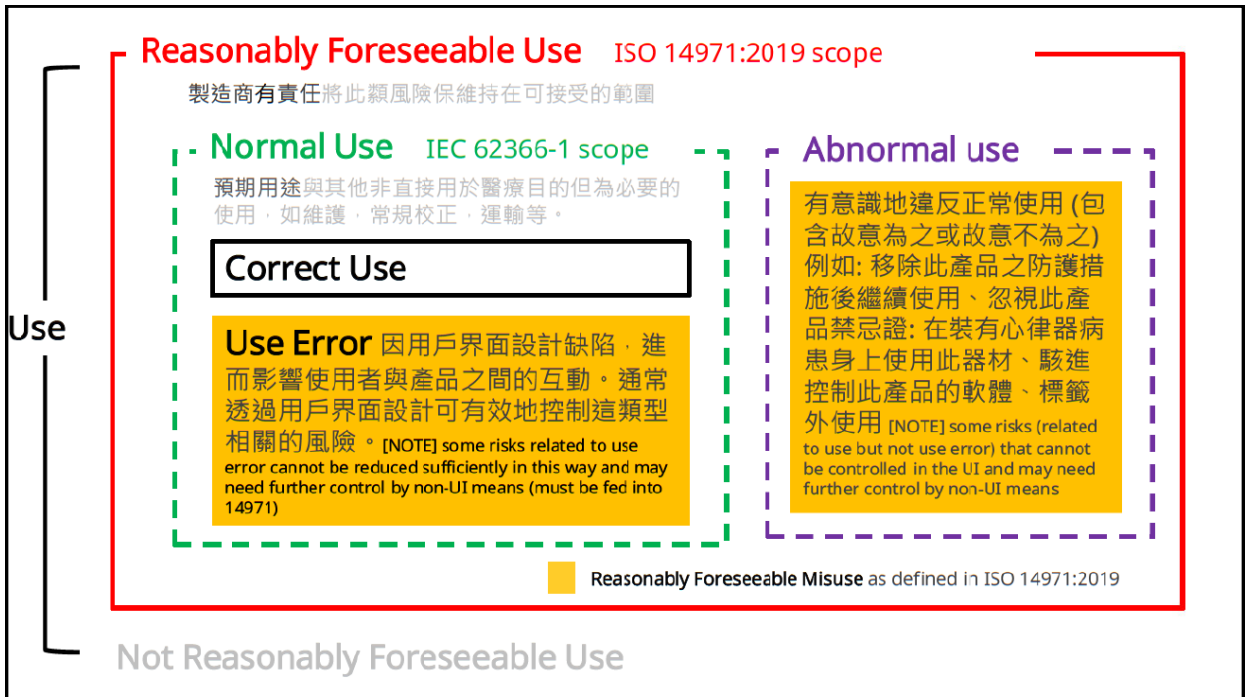 Reasonably Foreseeable Use ISO 14971:2019 scope
製造商有責任將此類風險保維持在可接受的範圍
Normal Use IEC 62366-1 scope
預期用途與其他非直接用於醫療目的但為必要的
使用，如維護，常規校正，運輸等。
Correct Use
Use Error 因用戶界面設計缺陷，進
而影響使用者與產品之間的互動。通常
透過用戶界面設計可有效地控制這類型
相關的風險。[NOTE] some risks related to use
error cannot be reduced sufficiently in this way and may
need further control by non-UI means (must be fed into
14971)
Abnormal use
有意識地違反正常使用 (包
含故意為之或故意不為之)
例如: 移除此產品之防護措
施後繼續使用、忽視此產
品禁忌證: 在裝有心律器病
患身上使用此器材、駭進
控制此產品的軟體、標籤
外使用 [NOTE] some risks (related
to use but not use error) that cannot
be controlled in the UI and may need
further control by non-UI means
Reasonably Foreseeable Misuse as defined in ISO 14971:2019
Use
Not Reasonably Foreseeable Use